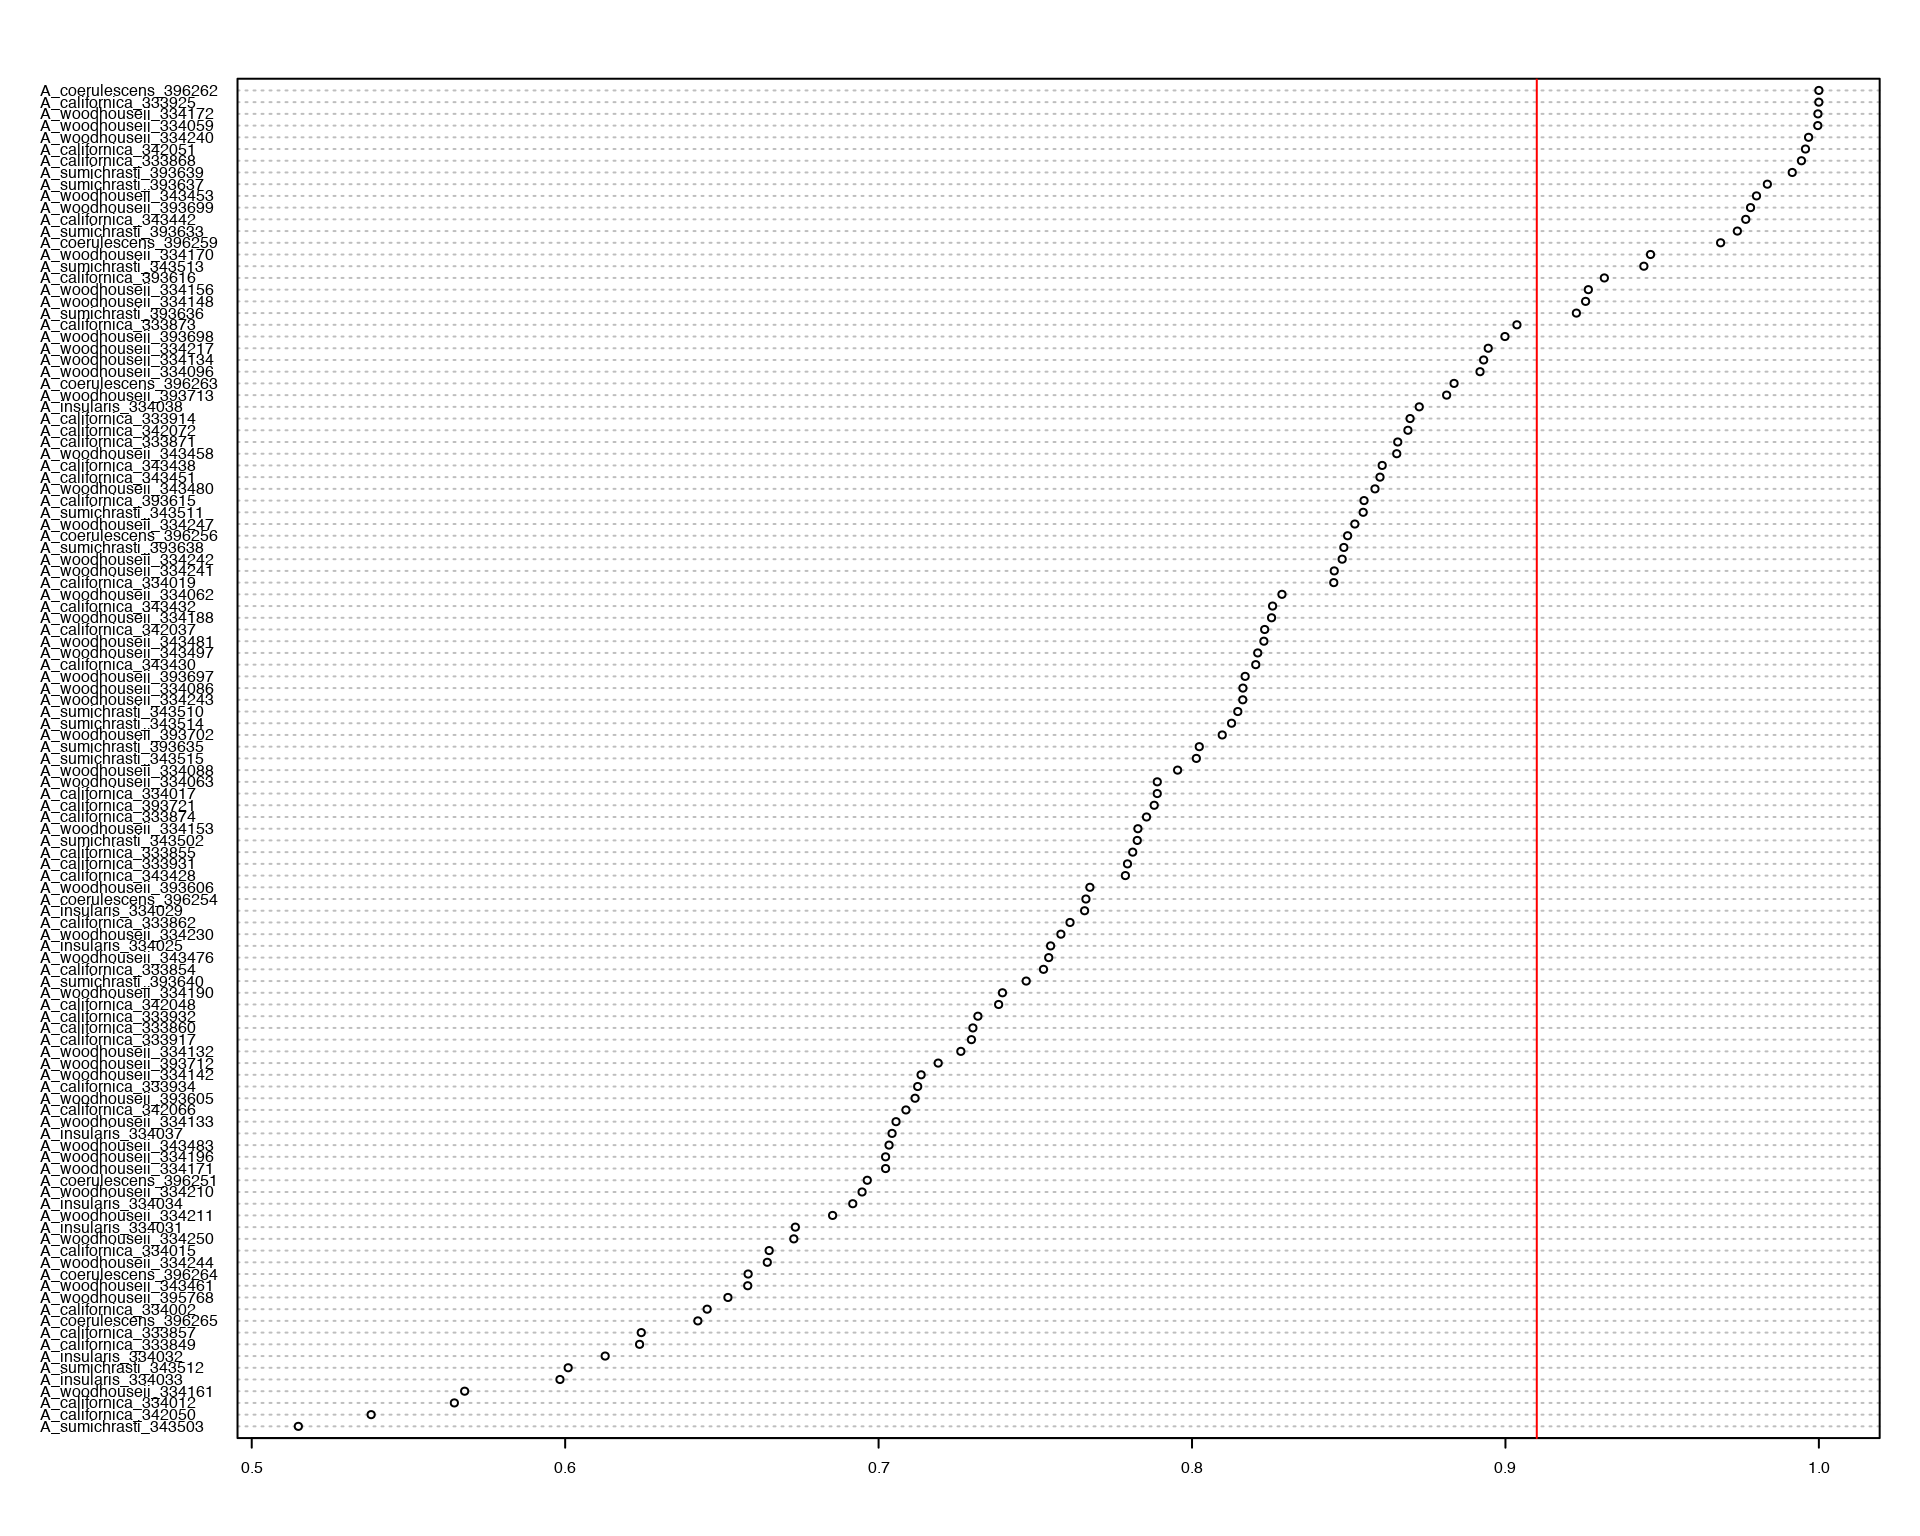 A_coerulescens_396262
A_californica_333925
A_woodhouseii_334172
A_woodhouseii_334059
A_woodhouseii_334240
A_californica_342051
A_californica_333868
A_sumichrasti_393639
A_sumichrasti_393637
A_woodhouseii_343453
A_woodhouseii_393699
A_californica_343442
A_sumichrasti_393633
A_coerulescens_396259
A_woodhouseii_334170
A_sumichrasti_343513
A_californica_393616
A_woodhouseii_334156
A_woodhouseii_334148
A_sumichrasti_393636
A_californica_333873
A_woodhouseii_393698
A_woodhouseii_334217
A_woodhouseii_334134
A_woodhouseii_334096
A_coerulescens_396263
A_woodhouseii_393713
A_insularis_334038
A_californica_333914
A_californica_342072
A_californica_333871
A_woodhouseii_343458
A_californica_343438
A_californica_343451
A_woodhouseii_343480
A_californica_393615
A_sumichrasti_343511
A_woodhouseii_334247
A_coerulescens_396256
A_sumichrasti_393638
A_woodhouseii_334242
A_woodhouseii_334241
A_californica_334019
A_woodhouseii_334062
A_californica_343432
A_woodhouseii_334188
A_californica_342037
A_woodhouseii_343481
A_woodhouseii_343497
A_californica_343430
A_woodhouseii_393697
A_woodhouseii_334086
A_woodhouseii_334243
A_sumichrasti_343510
A_sumichrasti_343514
A_woodhouseii_393702
A_sumichrasti_393635
A_sumichrasti_343515
A_woodhouseii_334088
A_woodhouseii_334063
A_californica_334017
A_californica_393721
A_californica_333874
A_woodhouseii_334153
A_sumichrasti_343502
A_californica_333855
A_californica_333931
A_californica_343428
A_woodhouseii_393606
A_coerulescens_396254
A_insularis_334029
A_californica_333862
A_woodhouseii_334230
A_insularis_334025
A_woodhouseii_343476
A_californica_333854
A_sumichrasti_393640
A_woodhouseii_334190
A_californica_342048
A_californica_333932
A_californica_333860
A_californica_333917
A_woodhouseii_334132
A_woodhouseii_393712
A_woodhouseii_334142
A_californica_333934
A_woodhouseii_393605
A_californica_342066
A_woodhouseii_334133
A_insularis_334037
A_woodhouseii_343483
A_woodhouseii_334196
A_woodhouseii_334171
A_coerulescens_396251
A_woodhouseii_334210
A_insularis_334034
A_woodhouseii_334211
A_insularis_334031
A_woodhouseii_334250
A_californica_334015
A_woodhouseii_334244
A_coerulescens_396264
A_woodhouseii_343461
A_woodhouseii_395768
A_californica_334002
A_coerulescens_396265
A_californica_333857
A_californica_333849
A_insularis_334032
A_sumichrasti_343512
A_insularis_334033
A_woodhouseii_334161
A_californica_334012
A_californica_342050
A_sumichrasti_343503
0.5 0.6 0.7 0.8 0.9 1.0